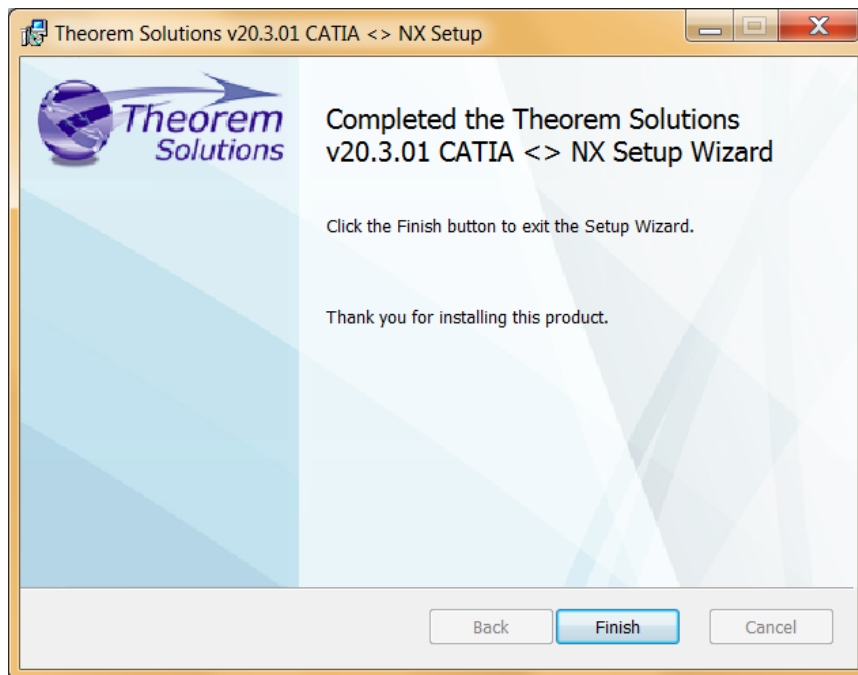 Theorem Solutions v20.3.01 CATIA <> NX Setup
Theorem
Solutions
Completed the Theorem Solutions
v20.3.01 CATIA <> NX Setup Wizard
Click the Finish button to exit the Setup Wizard.
Thank you for installing this product.
Back Finish Cancel